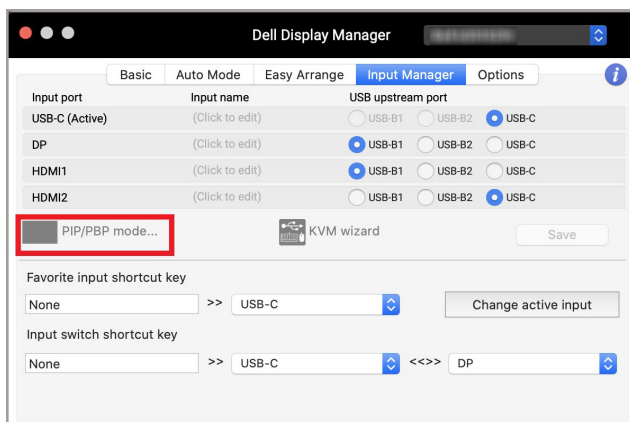 Dell Display Manager
Basic Auto Mode Easy Arrange Input Manager Options i
Input port Input name USB upstream port
USB-C (Active) (Click to edit) USB-B1 USB-B2 USB-C
DP (Click to edit) USB-B1 USB-B2 USB-C
HDMI1 (Click to edit) USB-B1 USB-B2 USB-C
HDMI2 (Click to edit) USB-B1 USB-B2 USB-C
PIP/PBP mode... KVM wizard Save
Favorite input shortcut key
None >> USB-C Change active input
Input switch shortcut key
None >> USB-C <<>> DP